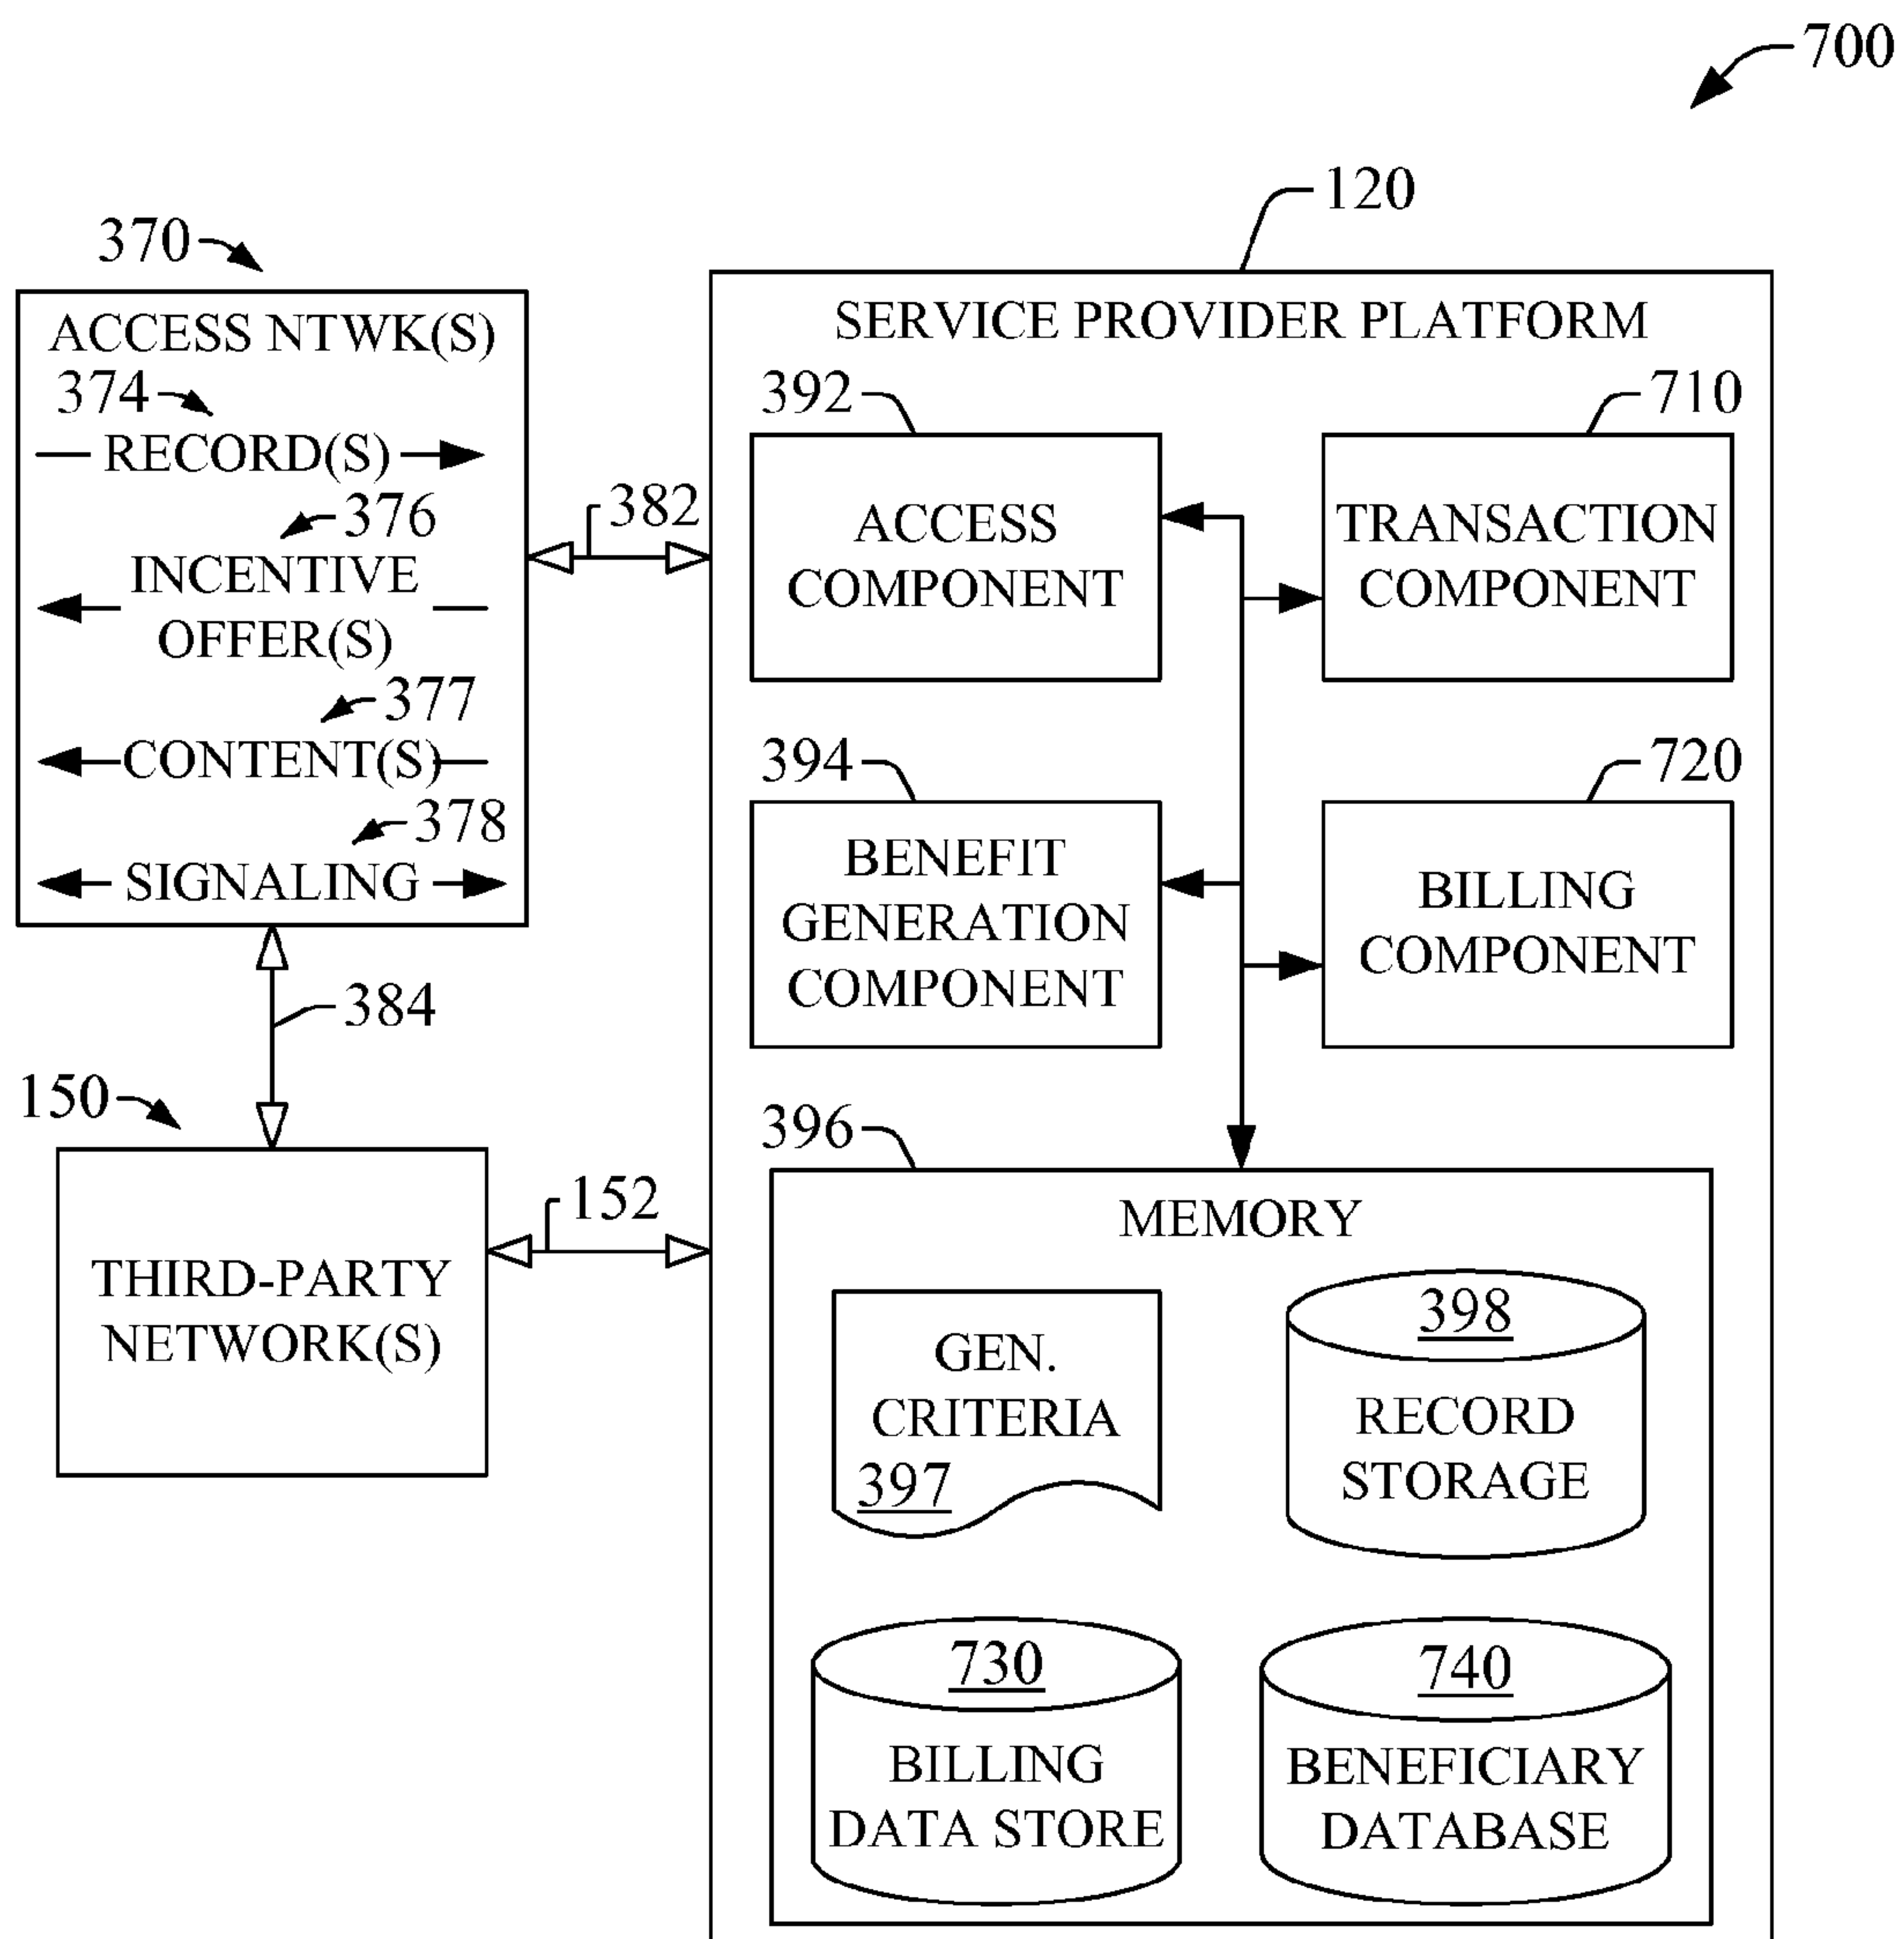 700
120
370
ACCESS NTWK(S)
374
RECORD(S)
376
INCENTIVE
OFFER(S)
377
CONTENT(S)
378
SIGNALING
382
384
150
THIRD-PARTY
NETWORK(S)
152
SERVICE PROVIDER PLATFORM
392
ACCESS
COMPONENT
710
TRANSACTION
COMPONENT
394
BENEFIT
GENERATION
COMPONENT
720
BILLING
COMPONENT
396
MEMORY
GEN.
CRITERIA
397
398
RECORD
STORAGE
730
BILLING
DATA STORE
740
BENEFICIARY
DATABASE